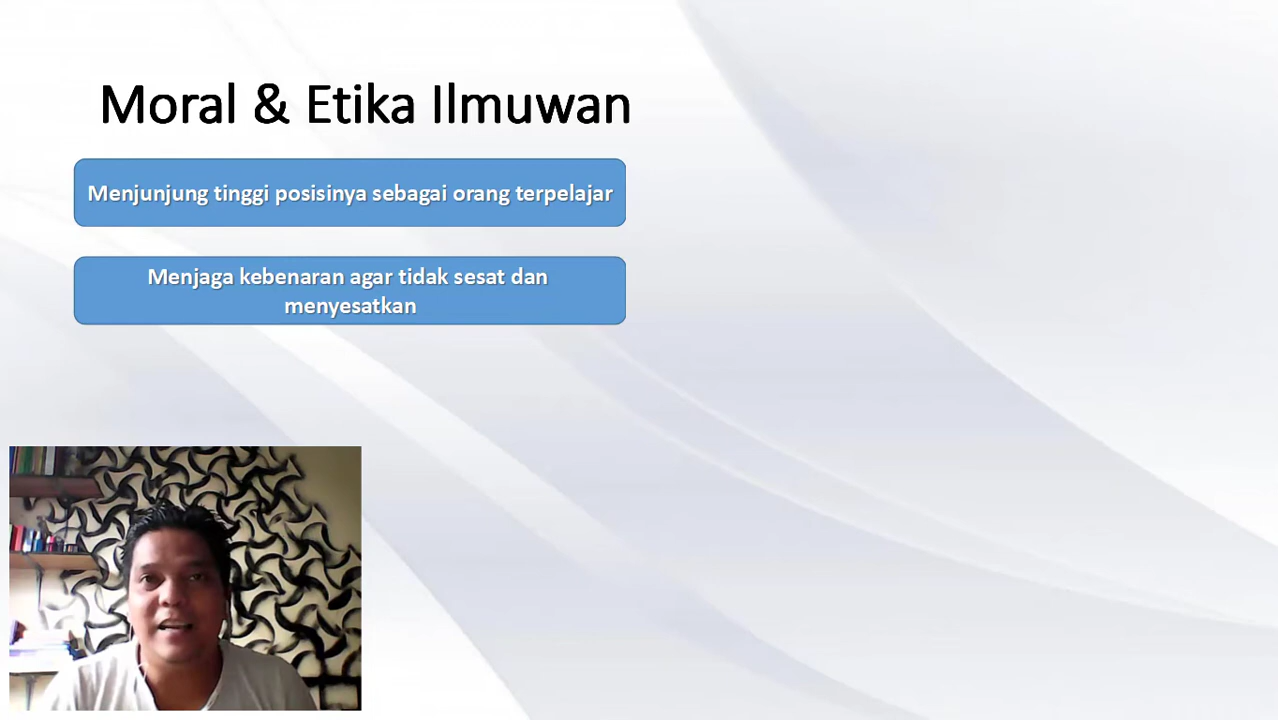 Moral & Etika Ilmuwan
Menjunjung tinggi posisinya sebagai orang terpelajar
Menjaga kebenaran agar tidak sesat dan
menyesatkan